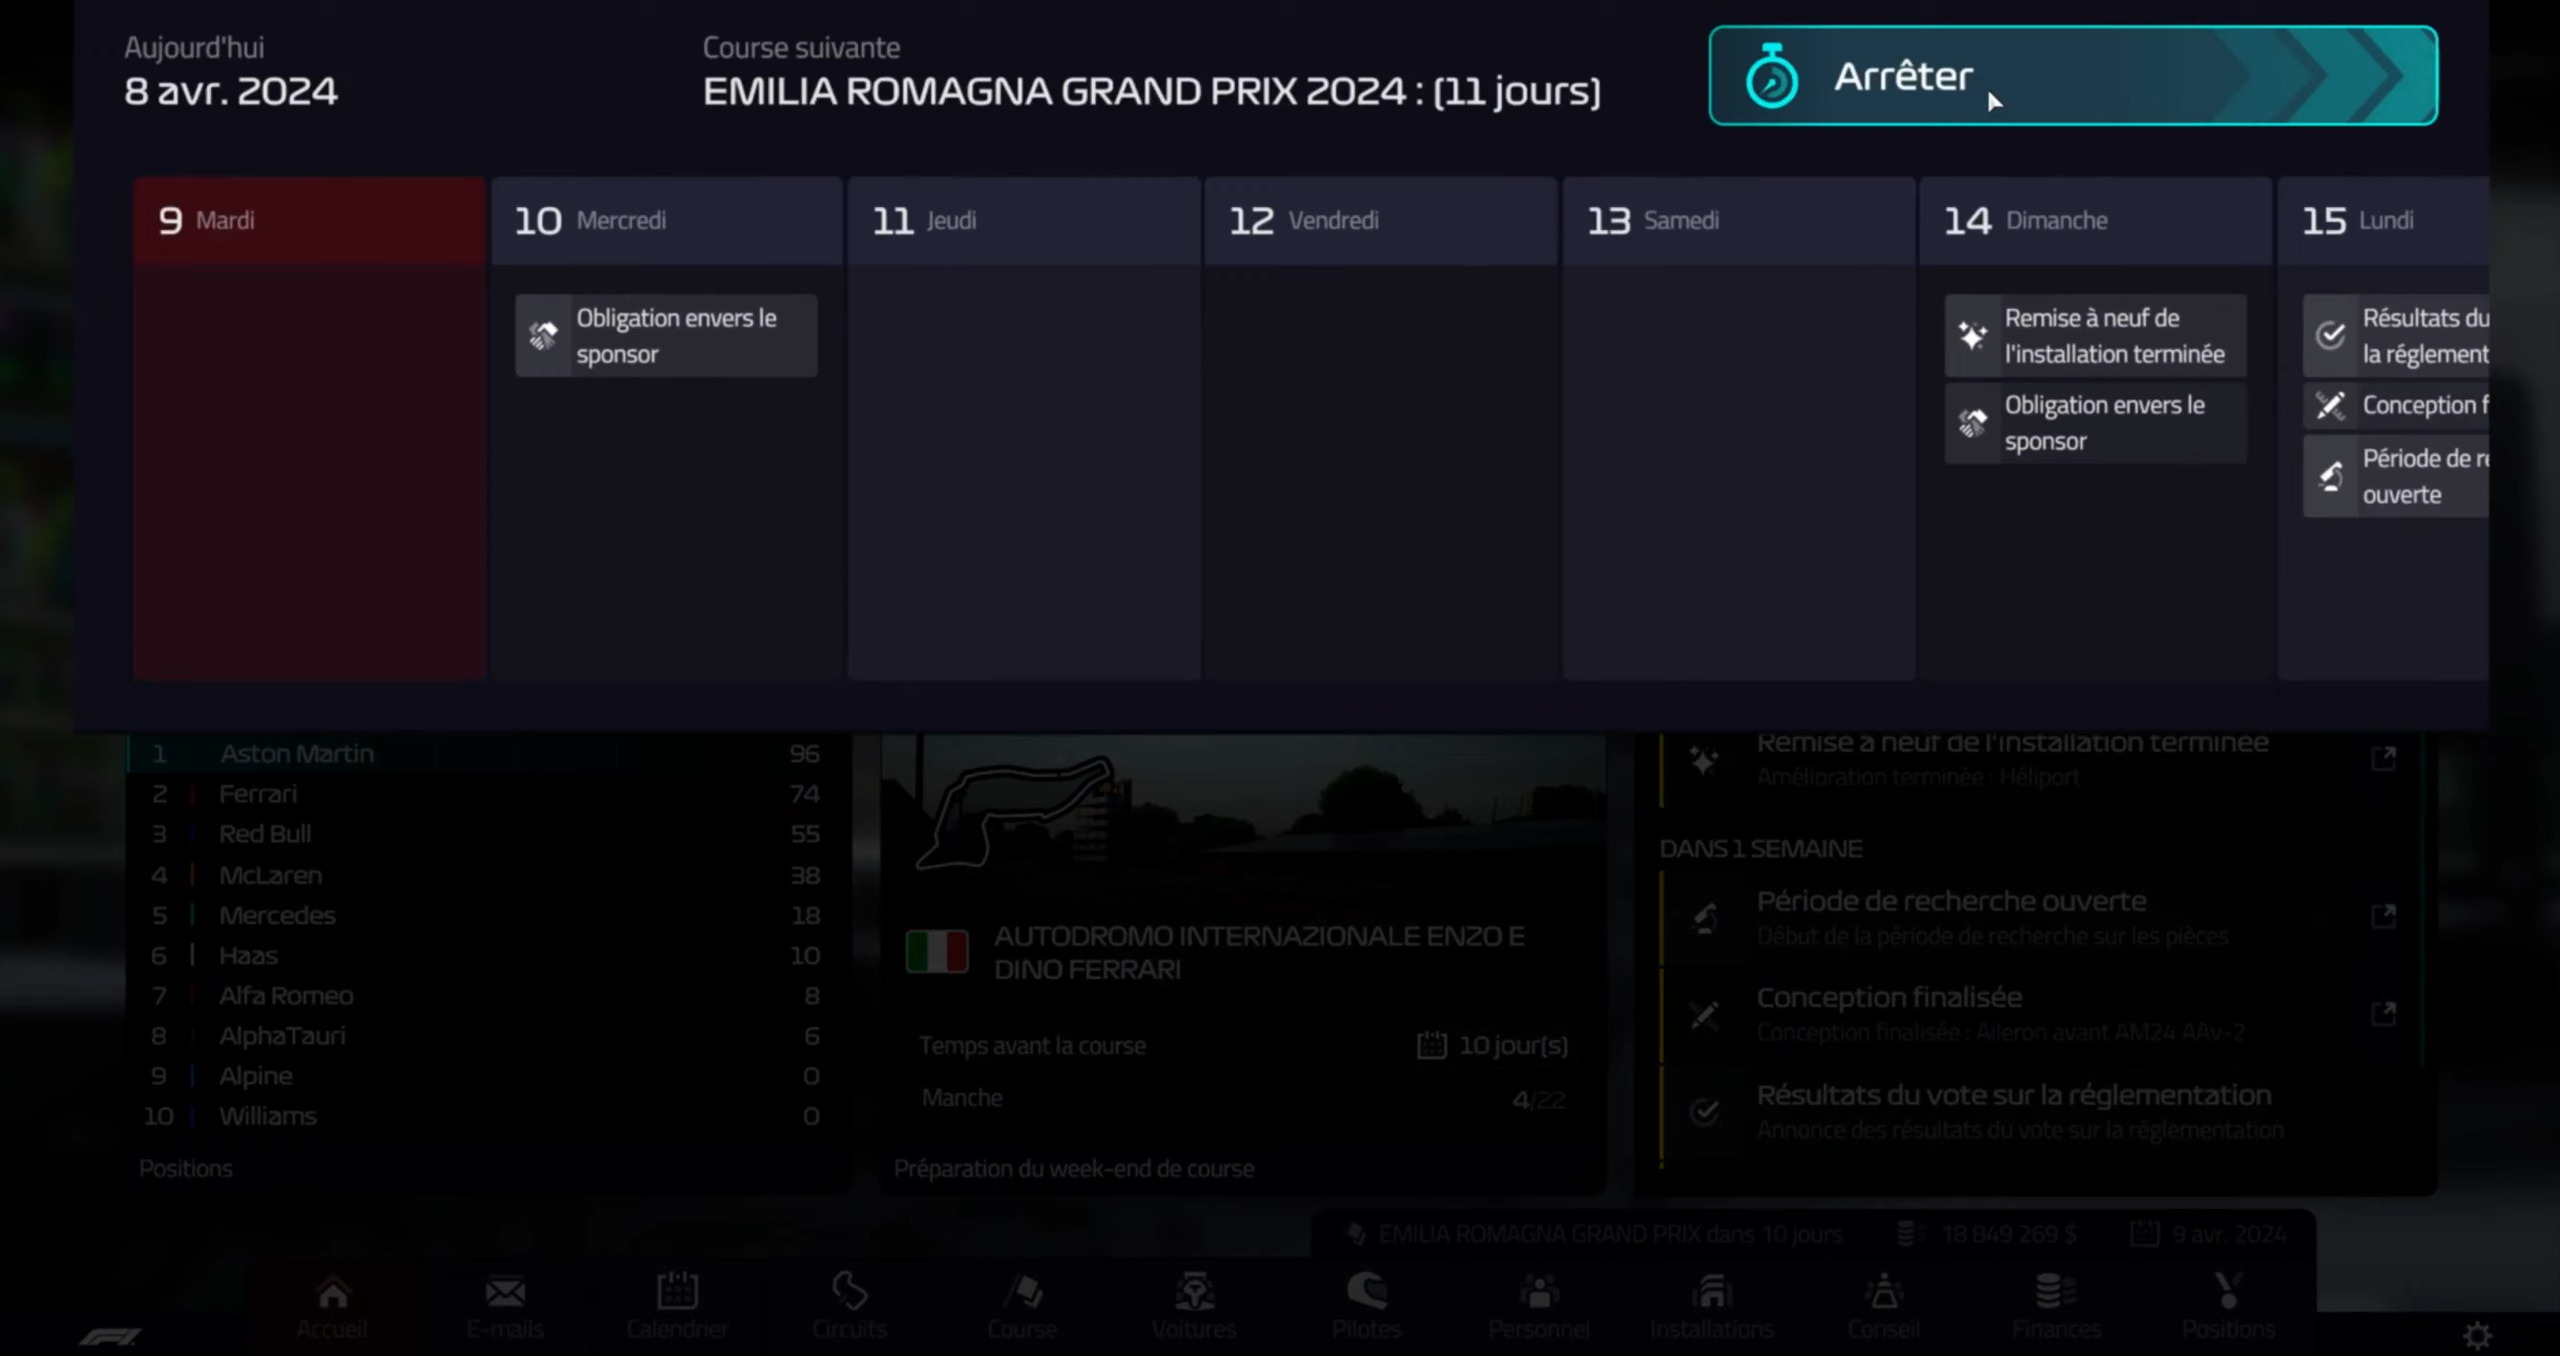 Aujourd'hui
8 avr. 2024
Course suivante
EMILIA ROMAGNA GRAND PRIX 2024 : (11 jours)
Arrêter
9 Mardi
10 Mercredi
11 Jeudi
12 Vendredi
13 Samedi
14 Dimanche
15 Lundi
Obligation envers le
sponsor
Remise à neuf de
l'installation terminée
Obligation envers le
sponsor
Résultats du
la réglement
Conception f
Période de re
ouverte
1 Aston Martin 96
2 Ferrari 74
3 Red Bull 55
4 McLaren 38
5 Mercedes 18
6 Haas 10
7 Alfa Romeo 8
8 AlphaTauri 6
9 Alpine 0
10 Williams 0
Positions
AUTODROMO INTERNAZIONALE ENZO E
DINO FERRARI
Temps avant la course 10 jour(s)
Manche 4/22
Préparation du week-end de course
Remise à neuf de l'installation terminée
Amélioration terminée : Héliport
DANS 1 SEMAINE
Période de recherche ouverte
Début de la période de recherche sur les pièces
Conception finalisée
Conception finalisée : Aileron avant AM24 AAv-2
Résultats du vote sur la réglementation
Annonce des résultats du vote sur la réglementation
EMILIA ROMAGNA GRAND PRIX dans 10 jours 18 849 269 $ 9 avr. 2024
Accueil E-mails Calendrier Circuits Course Voitures Pilotes Personnel Installations Conseil Finances Positions